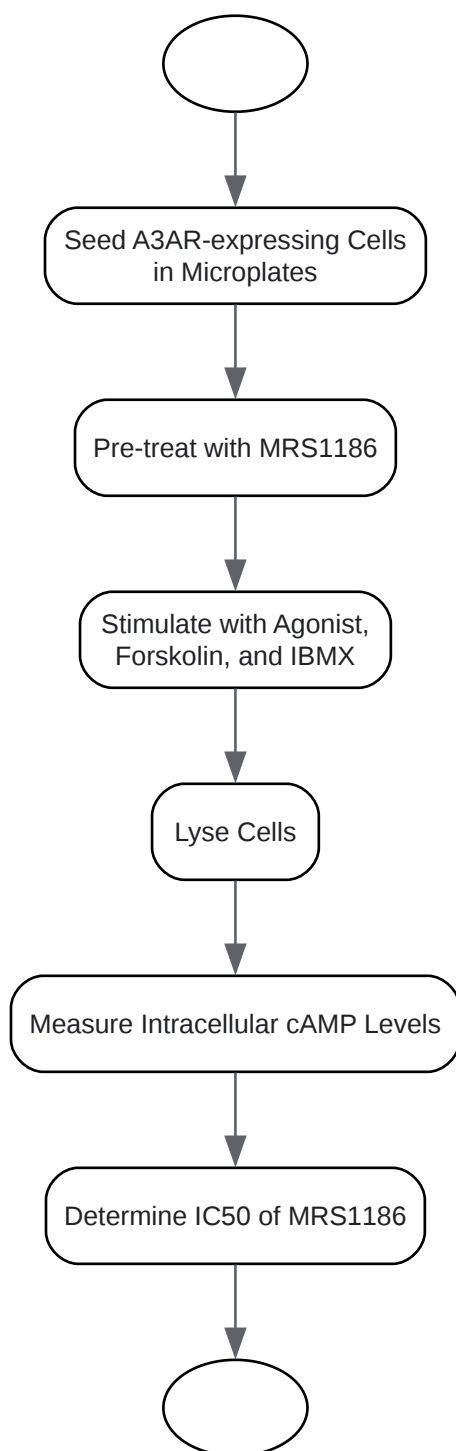 Seed A3AR-expressing Cells
in Microplates
Pre-treat with MRS1186
Stimulate with Agonist,
Forskolin, and IBMX
Lyse Cells
Measure Intracellular cAMP Levels
Determine IC50 of MRS1186